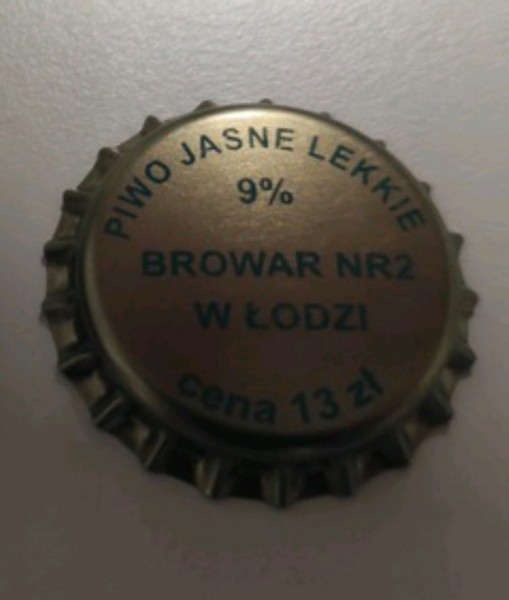 PIWO JASNE LEKKIE
9%
BROWAR NR2
W ŁODZI
cena 13 zł